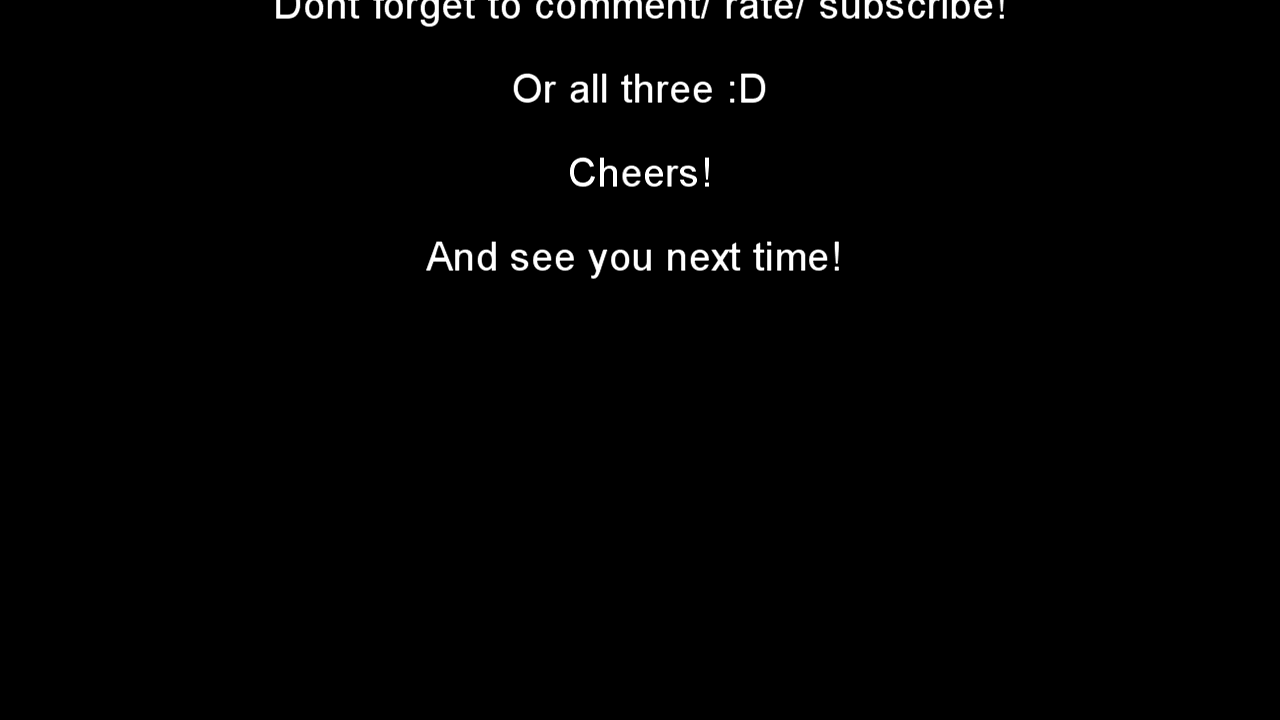 Dont forget to comment/ rate/ subscribe!
Or all three :D
Cheers!
And see you next time!